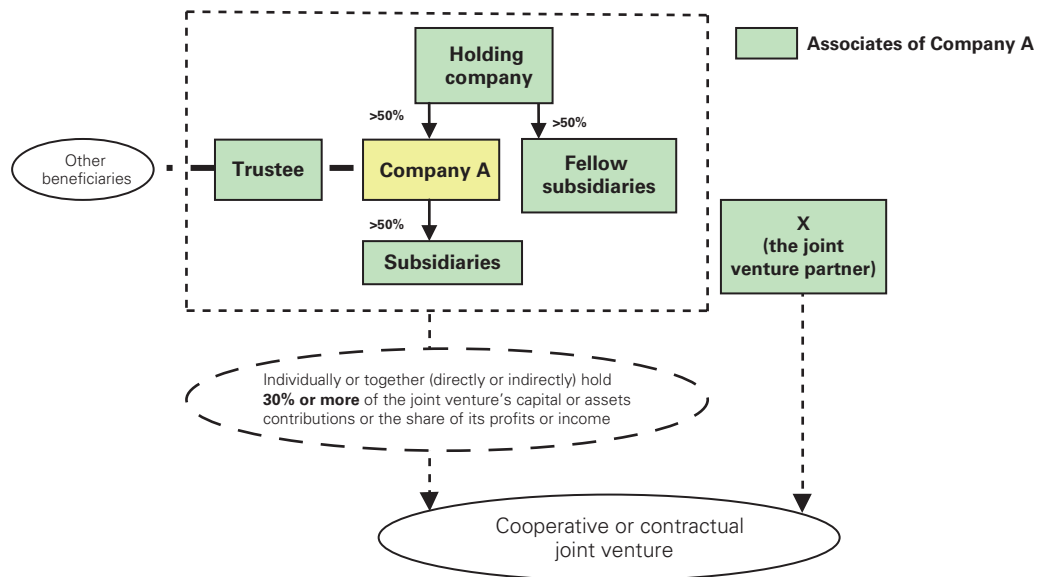 Associates of Company A
Holding
company
>50%
>50%
Other
beneficiaries
Trustee
Company A
Fellow
subsidiaries
>50%
Subsidiaries
X
(the joint
venture partner)
Individually or together (directly or indirectly) hold
30% or more of the joint venture’s capital or assets
contributions or the share of its profits or income
Cooperative or contractual
joint venture